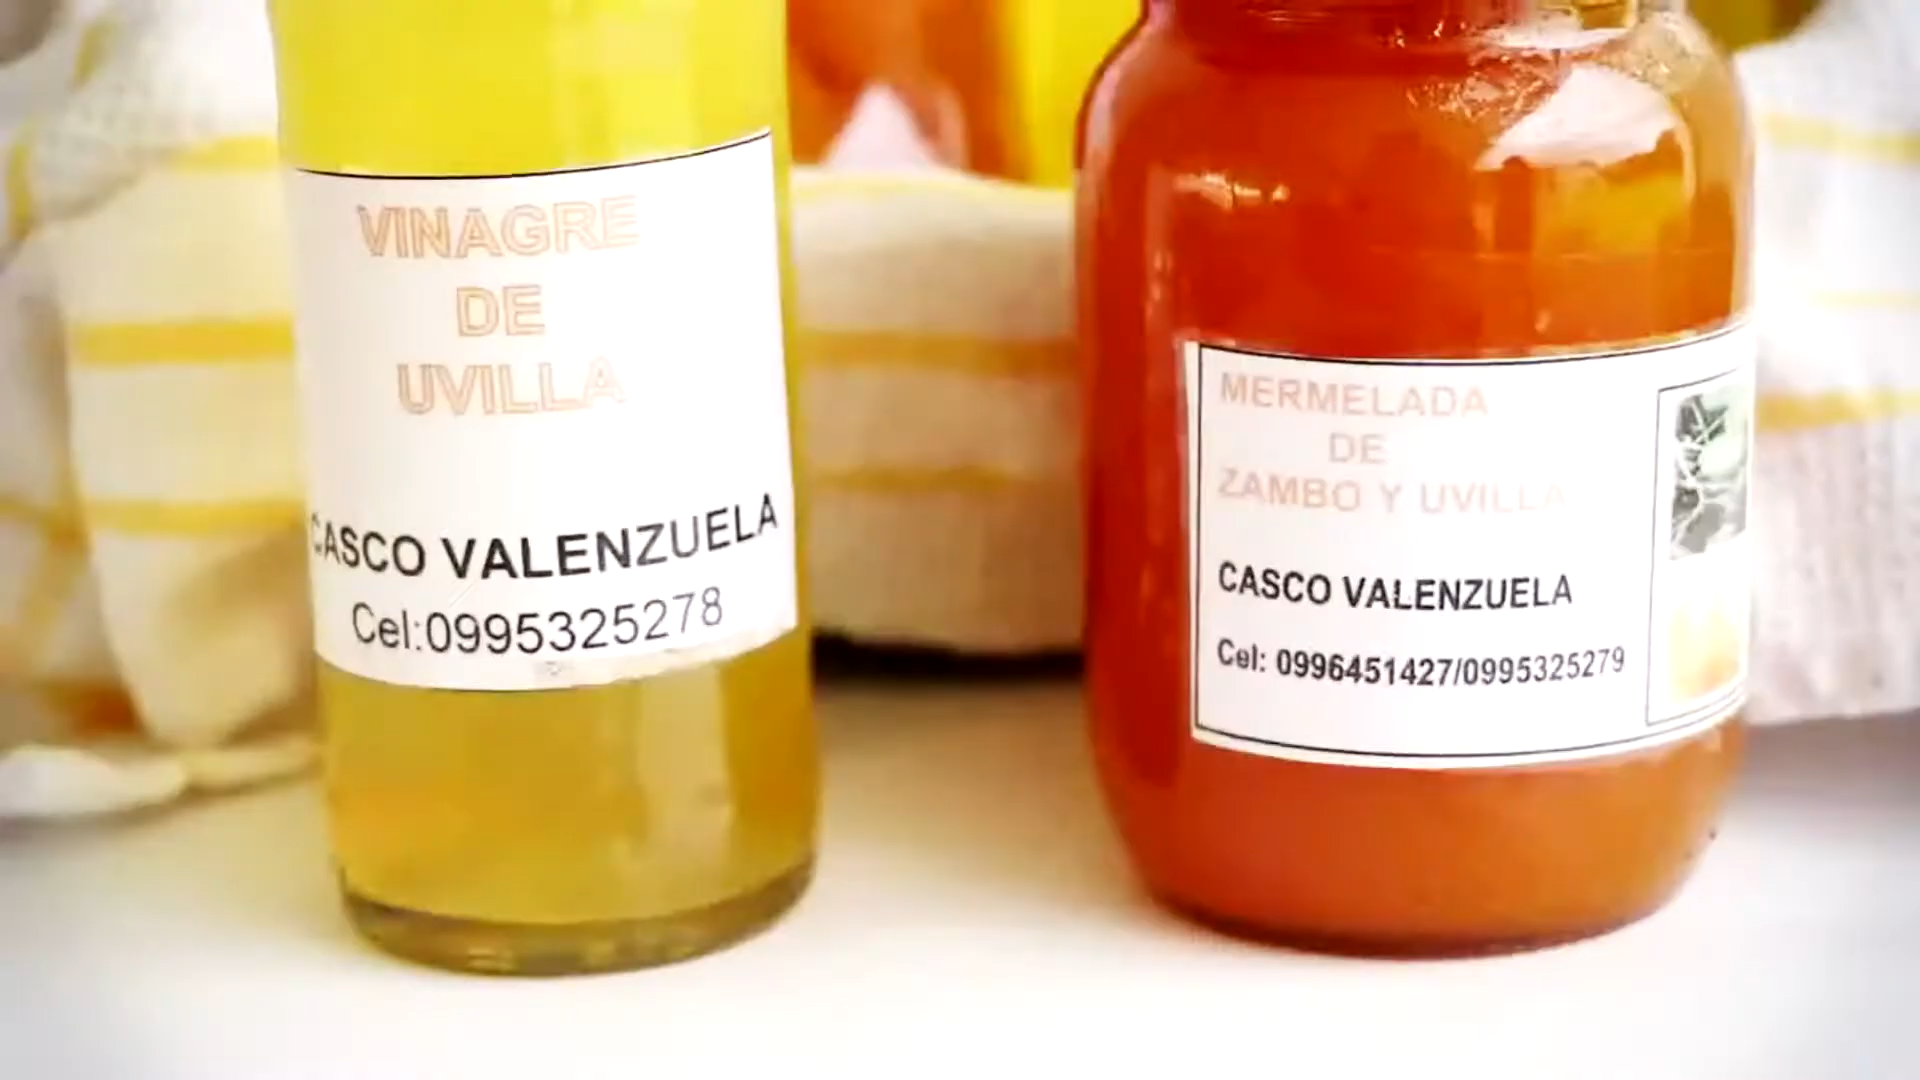 VINAGRE
DE
UVILLA
CASCO VALENZUELA
Cel:0995325278
MERMELADA
DE
ZAMBO Y UVILLA
CASCO VALENZUELA
Cel: 0996451427/0995325279